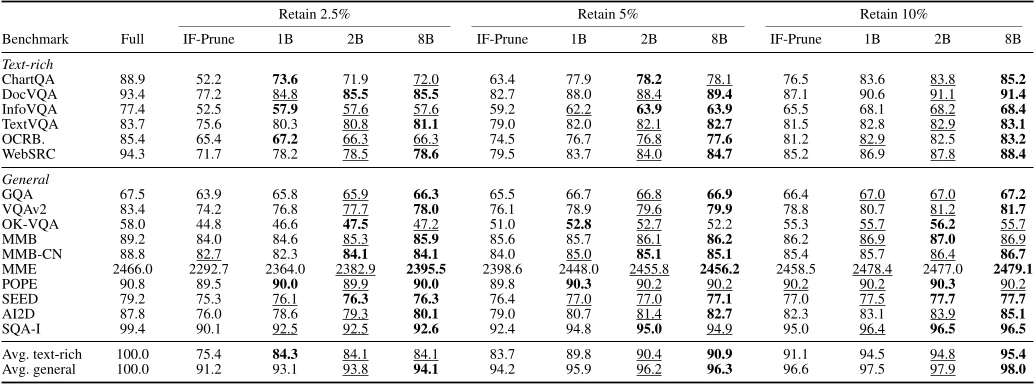 Retain 2.5% Retain 5% Retain 10%
Benchmark Full IF-Prune 1B 2B 8B IF-Prune 1B 2B 8B IF-Prune 1B 2B 8B
Text-rich
ChartQA 88.9 52.2 73.6 71.9 72.0 63.4 77.9 78.2 78.1 76.5 83.6 83.8 85.2
DocVQA 93.4 77.2 84.8 85.5 85.5 82.7 88.0 88.4 89.4 87.1 90.6 91.1 91.4
InfoVQA 77.4 52.5 57.9 57.6 57.6 59.2 62.2 63.9 63.9 65.5 68.1 68.2 68.4
TextVQA 83.7 75.6 80.3 80.8 81.1 79.0 82.0 82.1 82.7 81.5 82.8 82.9 83.1
OCRB. 85.4 65.4 67.2 66.3 66.3 74.5 76.7 76.8 77.6 81.2 82.9 82.5 83.2
WebSRC 94.3 71.7 78.2 78.5 78.6 79.5 83.7 84.0 84.7 85.2 86.9 87.8 88.4
General
GQA 67.5 63.9 65.8 65.9 66.3 65.5 66.7 66.8 66.9 66.4 67.0 67.0 67.2
VQAv2 83.4 74.2 76.8 77.7 78.0 76.1 78.9 79.6 79.9 78.8 80.7 81.2 81.7
OK-VQA 58.0 44.8 46.6 47.5 47.2 51.0 52.8 52.7 52.2 55.3 55.7 56.2 55.7
MMB 89.2 84.0 84.6 85.3 85.9 85.6 85.7 86.1 86.2 86.2 86.9 87.0 86.9
MMB-CN 88.8 82.7 82.3 84.1 84.1 84.0 85.0 85.1 85.1 85.4 85.7 86.4 86.7
MME 2466.0 2292.7 2364.0 2382.9 2395.5 2398.6 2448.0 2455.8 2456.2 2458.5 2478.4 2477.0 2479.1
POPE 90.8 89.5 90.0 89.9 90.0 89.8 90.3 90.2 90.2 90.2 90.2 90.3 90.2
SEED 79.2 75.3 76.1 76.3 76.3 76.4 77.0 77.0 77.1 77.0 77.5 77.7 77.7
AI2D 87.8 76.0 78.6 79.3 80.1 79.0 80.7 81.4 82.7 82.3 83.1 83.9 85.1
SQA-I 99.4 90.1 92.5 92.5 92.6 92.4 94.8 95.0 94.9 95.0 96.4 96.5 96.5
Avg. text-rich 100.0 75.4 84.3 84.1 84.1 83.7 89.8 90.4 90.9 91.1 94.5 94.8 95.4
Avg. general 100.0 91.2 93.1 93.8 94.1 94.2 95.9 96.2 96.3 96.6 97.5 97.9 98.0